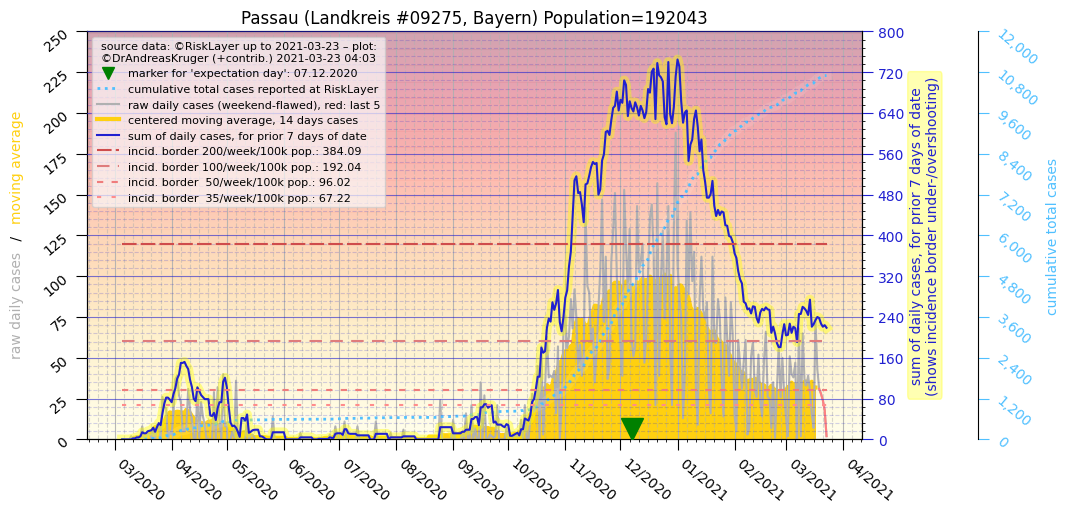 Passau (Landkreis #09275, Bayern) Population=192043
source data: ©RiskLayer up to 2021-03-23 – plot:
©DrAndreasKruger (+contrib.) 2021-03-23 04:03
marker for 'expectation day': 07.12.2020
cumulative total cases reported at RiskLayer
raw daily cases (weekend-flawed), red: last 5
centered moving average, 14 days cases
sum of daily cases, for prior 7 days of date
incid. border 200/week/100k pop.: 384.09
incid. border 100/week/100k pop.: 192.04
incid. border  50/week/100k pop.: 96.02
incid. border  35/week/100k pop.: 67.22
raw daily cases / moving average
250
225
200
175
150
125
100
75
50
25
0
03/2020
04/2020
05/2020
06/2020
07/2020
08/2020
09/2020
10/2020
11/2020
12/2020
01/2021
02/2021
03/2021
04/2021
800
720
640
560
480
400
320
240
160
80
0
sum of daily cases, for prior 7 days of date
(shows incidence border under-/overshooting)
12,000
10,800
9,600
8,400
7,200
6,000
4,800
3,600
2,400
1,200
0
cumulative total cases